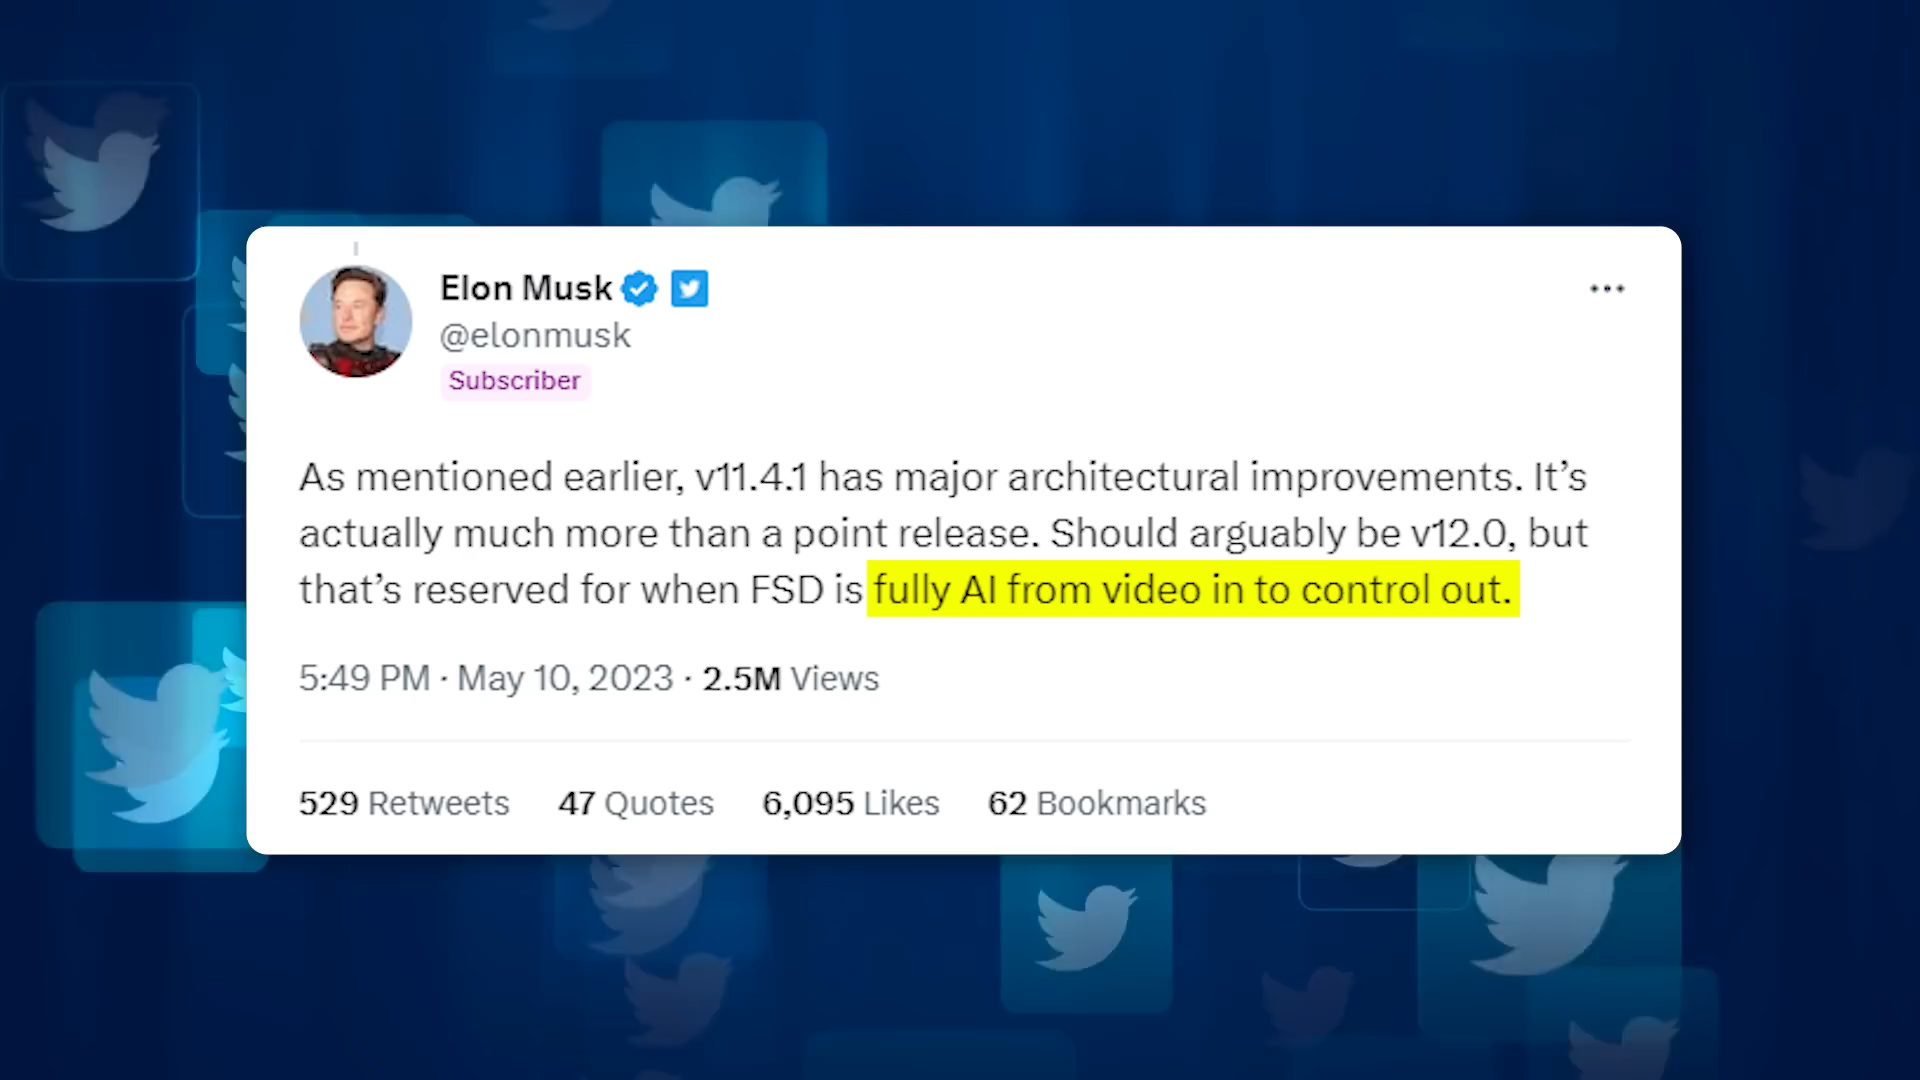 Elon Musk
@elonmusk
Subscriber
As mentioned earlier, v11.4.1 has major architectural improvements. It’s
actually much more than a point release. Should arguably be v12.0, but
that’s reserved for when FSD is fully AI from video in to control out.
5:49 PM · May 10, 2023 · 2.5M Views
529 Retweets 47 Quotes 6,095 Likes 62 Bookmarks